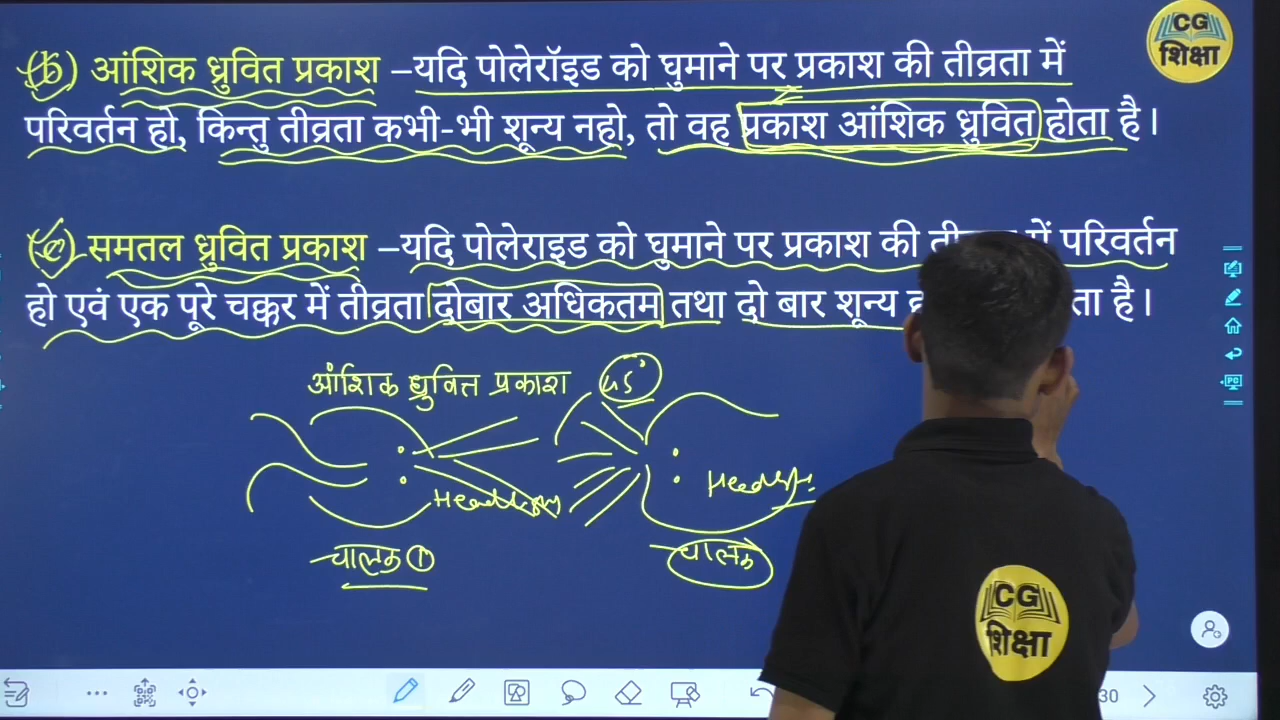 CG
शिक्षा
(b) आंशिक ध्रुवित प्रकाश –यदि पोलेरॉइड को घुमाने पर प्रकाश की तीव्रता में
परिवर्तन हो, किन्तु तीव्रता कभी-भी शून्य नहो, तो वह प्रकाश आंशिक ध्रुवित होता है।
समतल ध्रुवित प्रकाश –यदि पोलेराइड को घुमाने पर प्रकाश की में परिवर्तन
हो एवं एक पूरे चक्कर में तीव्रता दोबार अधिकतम तथा दो बार शून्य है।
आंशिक ध्रुवित प्रकाश 45°
चालक 1
चालक
CG
शिक्षा
30